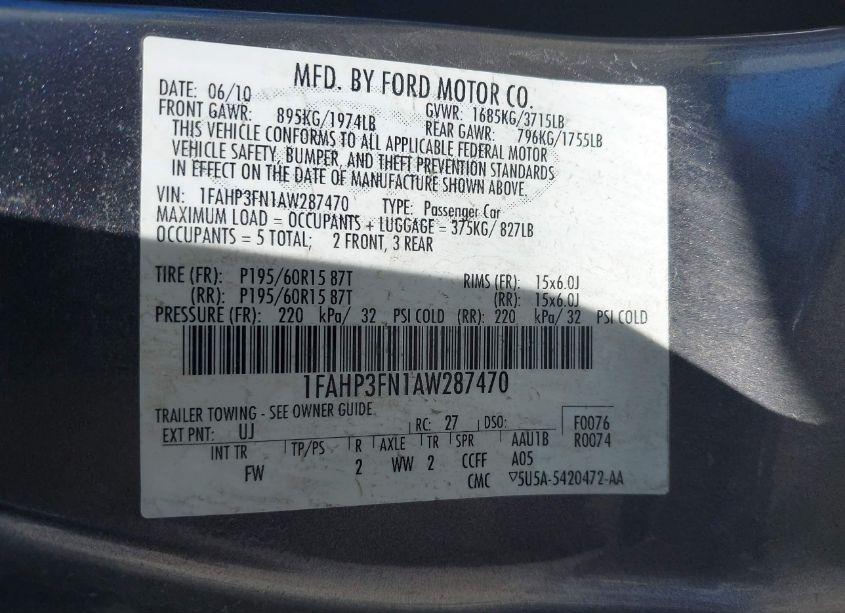 MFD. BY FORD MOTOR CO.
DATE: 06/10 GVWR: 1685KG/3715LB
FRONT GAWR: 895KG/1974LB REAR GAWR: 796KG/1755LB
THIS VEHICLE CONFORMS TO ALL APPLICABLE FEDERAL MOTOR
VEHICLE SAFETY, BUMPER, AND THEFT PREVENTION STANDARDS
IN EFFECT ON THE DATE OF MANUFACTURE SHOWN ABOVE.
VIN: 1FAHP3FN1AW287470 TYPE: Passenger Car
MAXIMUM LOAD = OCCUPANTS + LUGGAGE = 375KG/ 827LB
OCCUPANTS = 5 TOTAL; 2 FRONT, 3 REAR
TIRE (FR): P195/60R15 87T RIMS (FR): 15x6.0J
(RR): P195/60R15 87T (RR): 15x6.0J
PRESSURE (FR): 220 kPa/ 32 PSI COLD (RR): 220 kPa/ 32 PSI COLD
1FAHP3FN1AW287470
TRAILER TOWING - SEE OWNER GUIDE
EXT PNT: UJ RC: 27 DSO: F0076
INT TR TP/PS R AXLE TR SPR AAU1B R0074
FW 2 WW 2 CCFF A05
CMC ▽5U5A-5420472-AA